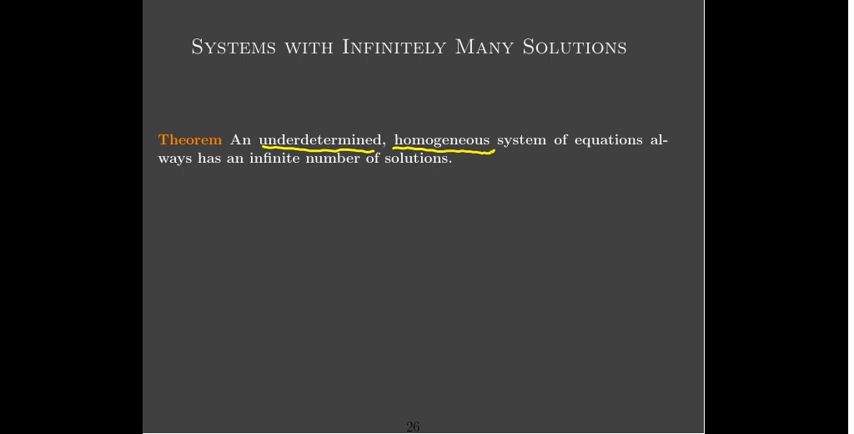 Systems with Infinitely Many Solutions
Theorem An underdetermined, homogeneous system of equations al-
ways has an infinite number of solutions.
26